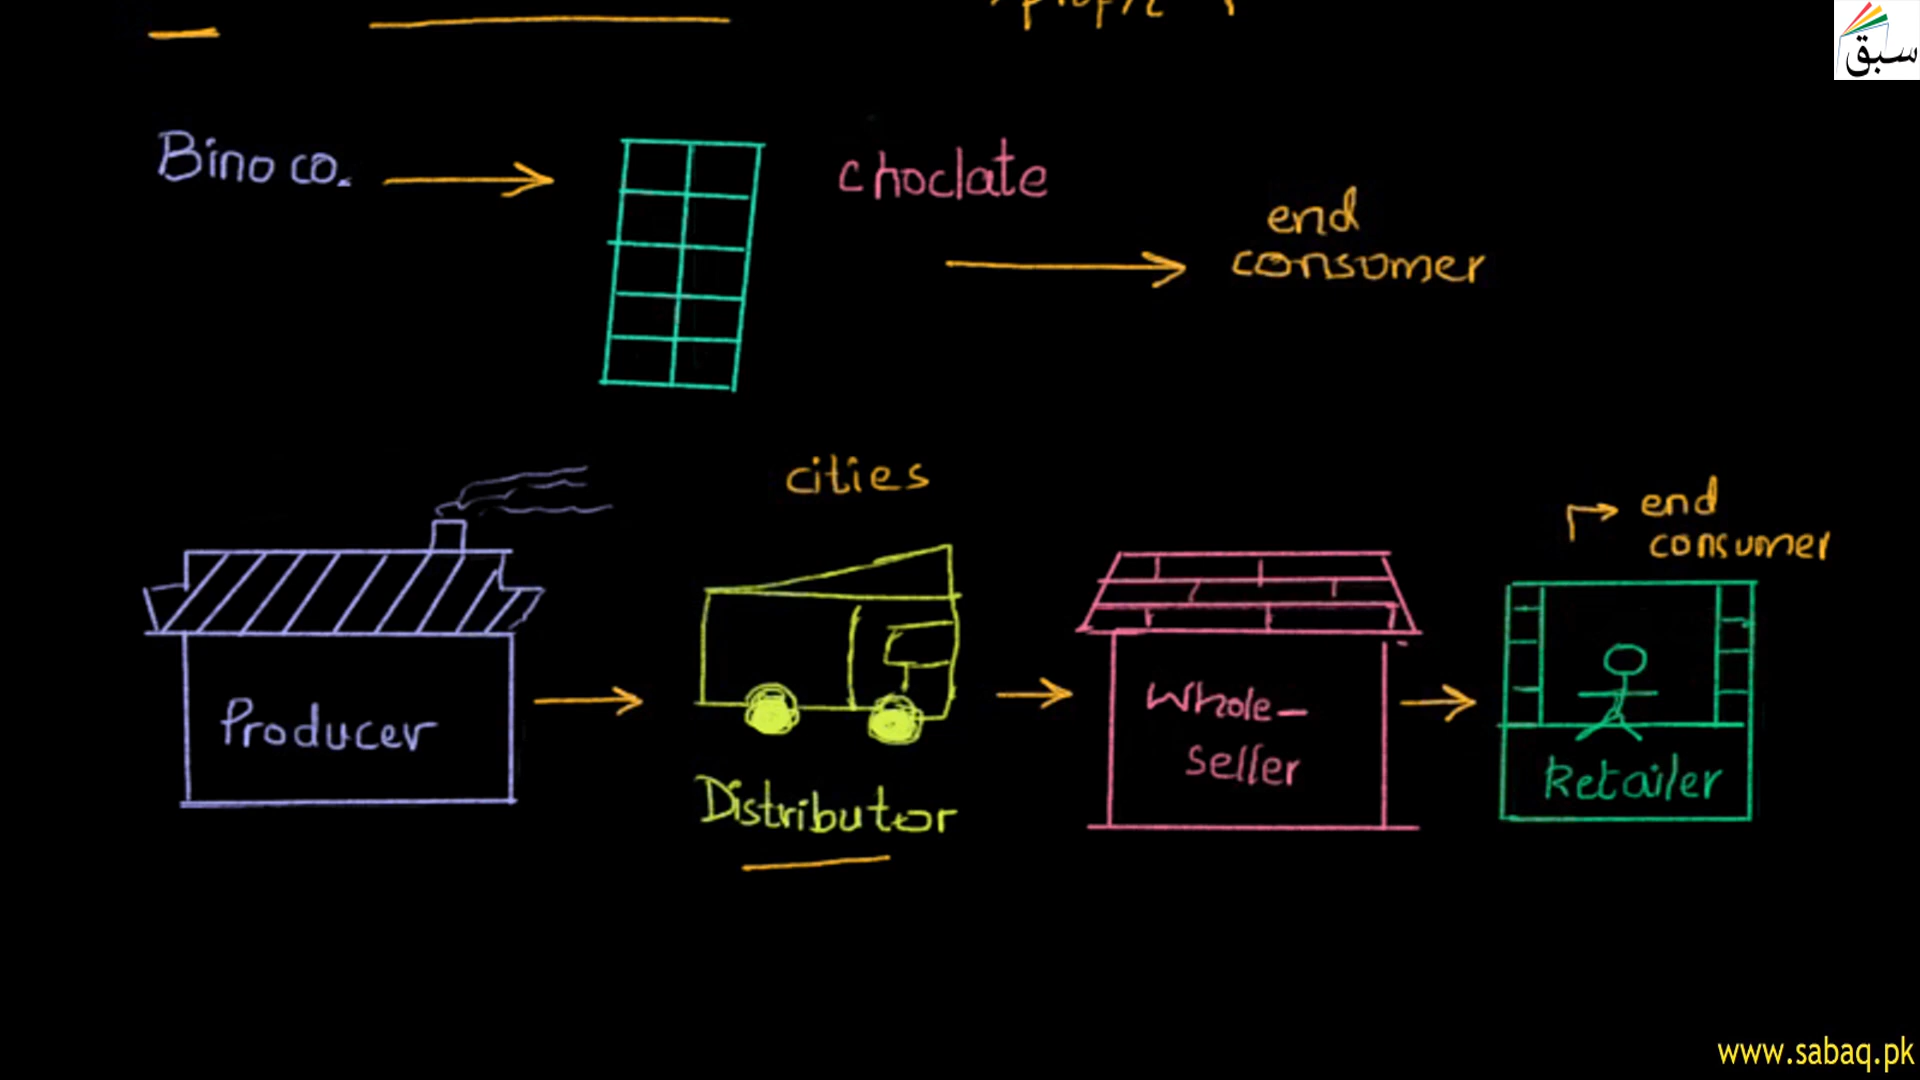 سبق
Bino co.
choclate
end
consumer
cities
end
consumer
Producer
Distributor
Whole-
seller
Retailer
www.sabaq.pk